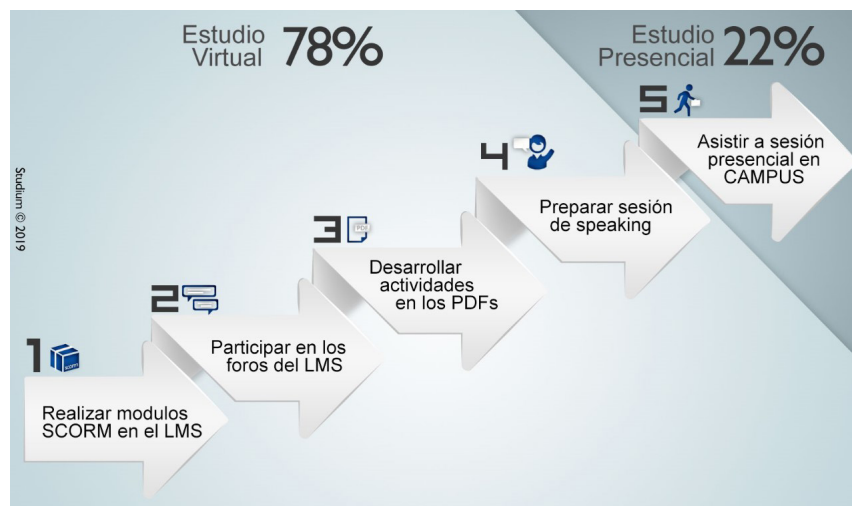 Estudio
Virtual 78%
Estudio
Presencial 22%
5
Asistir a sesión
presencial en
CAMPUS
4
Preparar sesión
de speaking
3
PDF
Desarrollar
actividades
en los PDFs
2
Participar en los
foros del LMS
1
SCORM
Realizar modulos
SCORM en el LMS
Studium © 2019